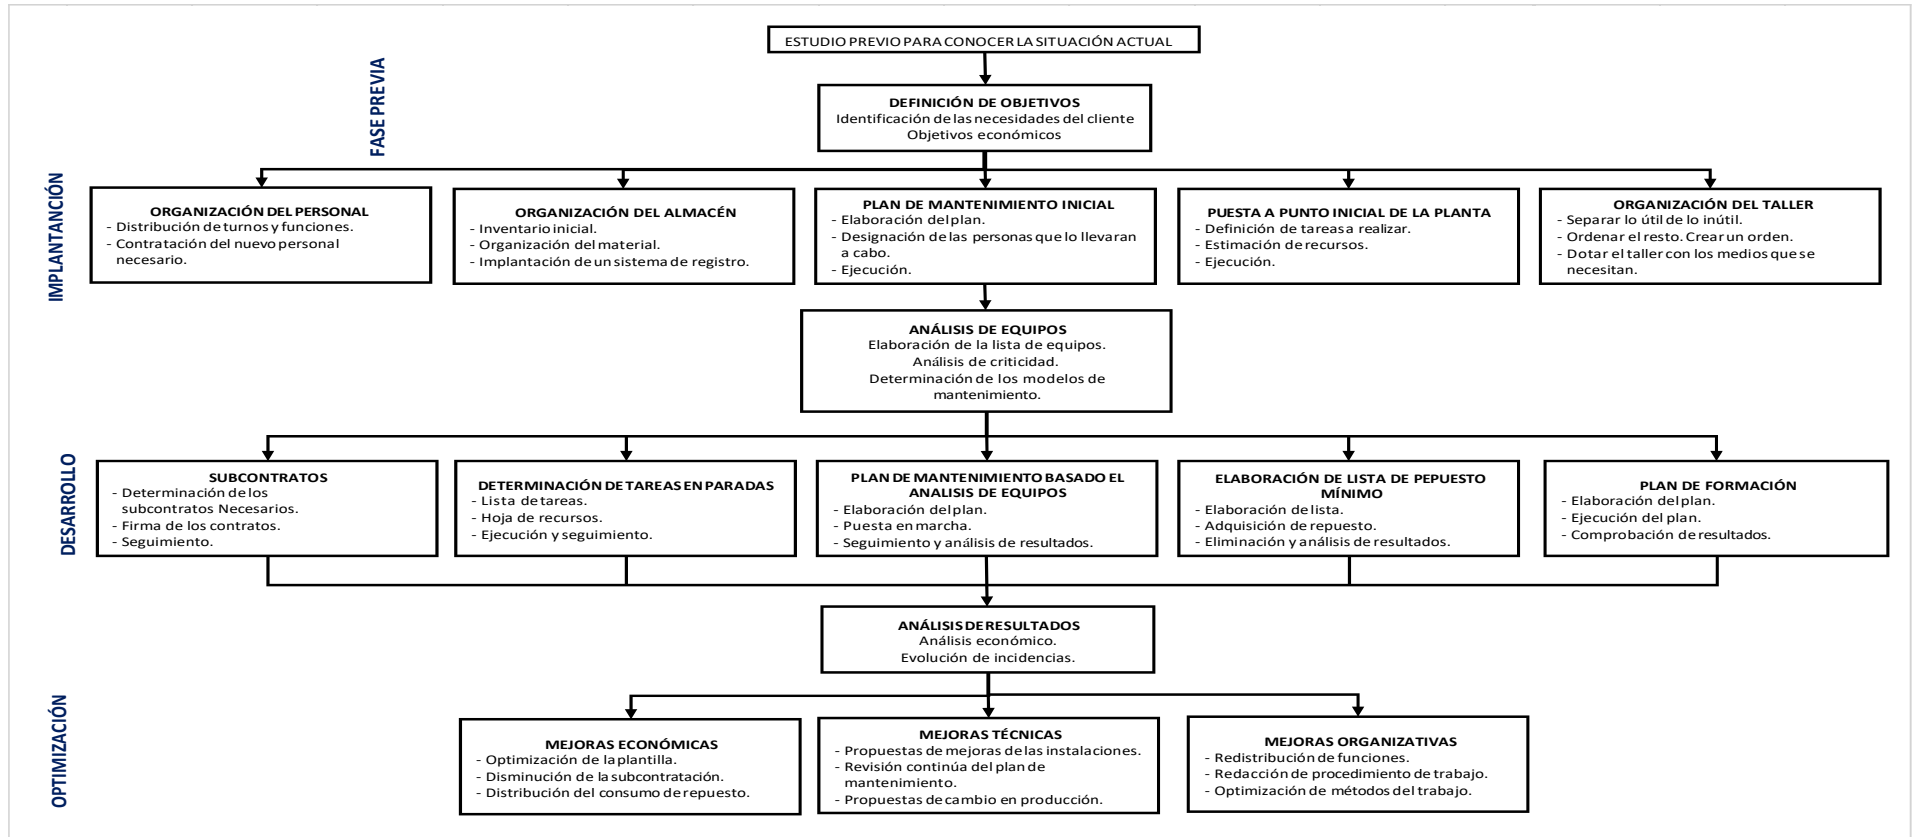 ESTUDIO PREVIO PARA CONOCER LA SITUACIÓN ACTUAL
FASE PREVIA
DEFINICIÓN DE OBJETIVOS
Identificación de las necesidades del cliente
Objetivos económicos
IMPLANTANCIÓN
ORGANIZACIÓN DEL PERSONAL
- Distribución de turnos y funciones.
- Contratación del nuevo personal
necesario.
ORGANIZACIÓN DEL ALMACÉN
- Inventario inicial.
- Organización del material.
- Implantación de un sistema de registro.
PLAN DE MANTENIMIENTO INICIAL
- Elaboración del plan.
- Designación de las personas que lo llevaran
a cabo.
- Ejecución.
PUESTA A PUNTO INICIAL DE LA PLANTA
- Definición de tareas a realizar.
- Estimación de recursos.
- Ejecución.
ORGANIZACIÓN DEL TALLER
- Separar lo útil de lo inútil.
- Ordenar el resto. Crear un orden.
- Dotar el taller con los medios que se
necesitan.
ANÁLISIS DE EQUIPOS
Elaboración de la lista de equipos.
Análisis de criticidad.
Determinación de los modelos de
mantenimiento.
DESARROLLO
SUBCONTRATOS
- Determinación de los
subcontratos Necesarios.
- Firma de los contratos.
- Seguimiento.
DETERMINACIÓN DE TAREAS EN PARADAS
- Lista de tareas.
- Hoja de recursos.
- Ejecución y seguimiento.
PLAN DE MANTENIMIENTO BASADO EL
ANALISIS DE EQUIPOS
- Elaboración del plan.
- Puesta en marcha.
- Seguimiento y análisis de resultados.
ELABORACIÓN DE LISTA DE PEPUESTO
MÍNIMO
- Elaboración de lista.
- Adquisición de repuesto.
- Eliminación y análisis de resultados.
PLAN DE FORMACIÓN
- Elaboración del plan.
- Ejecución del plan.
- Comprobación de resultados.
ANÁLISIS DE RESULTADOS
Análisis económico.
Evolución de incidencias.
OPTIMIZACIÓN
MEJORAS ECONÓMICAS
- Optimización de la plantilla.
- Disminución de la subcontratación.
- Distribución del consumo de repuesto.
MEJORAS TÉCNICAS
- Propuestas de mejoras de las instalaciones.
- Revisión continúa del plan de
mantenimiento.
- Propuestas de cambio en producción.
MEJORAS ORGANIZATIVAS
- Redistribución de funciones.
- Redacción de procedimiento de trabajo.
- Optimización de métodos del trabajo.